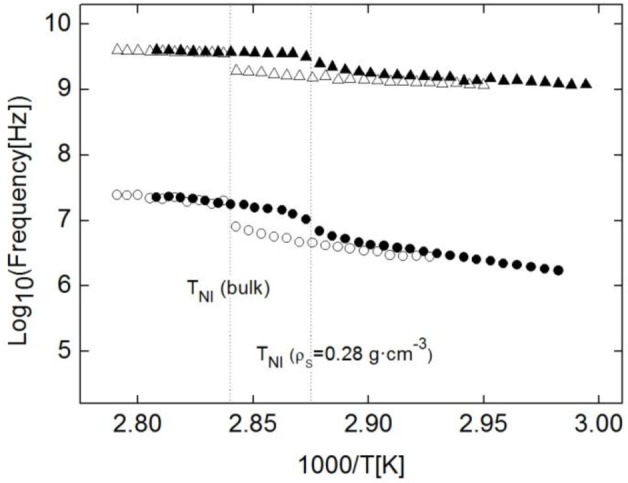 10
9
8
7
6
5
Log10(Frequency[Hz])
TNI (bulk)
TNI (ρs=0.28 g·cm-3)
2.80 2.85 2.90 2.95 3.00
1000/T[K]